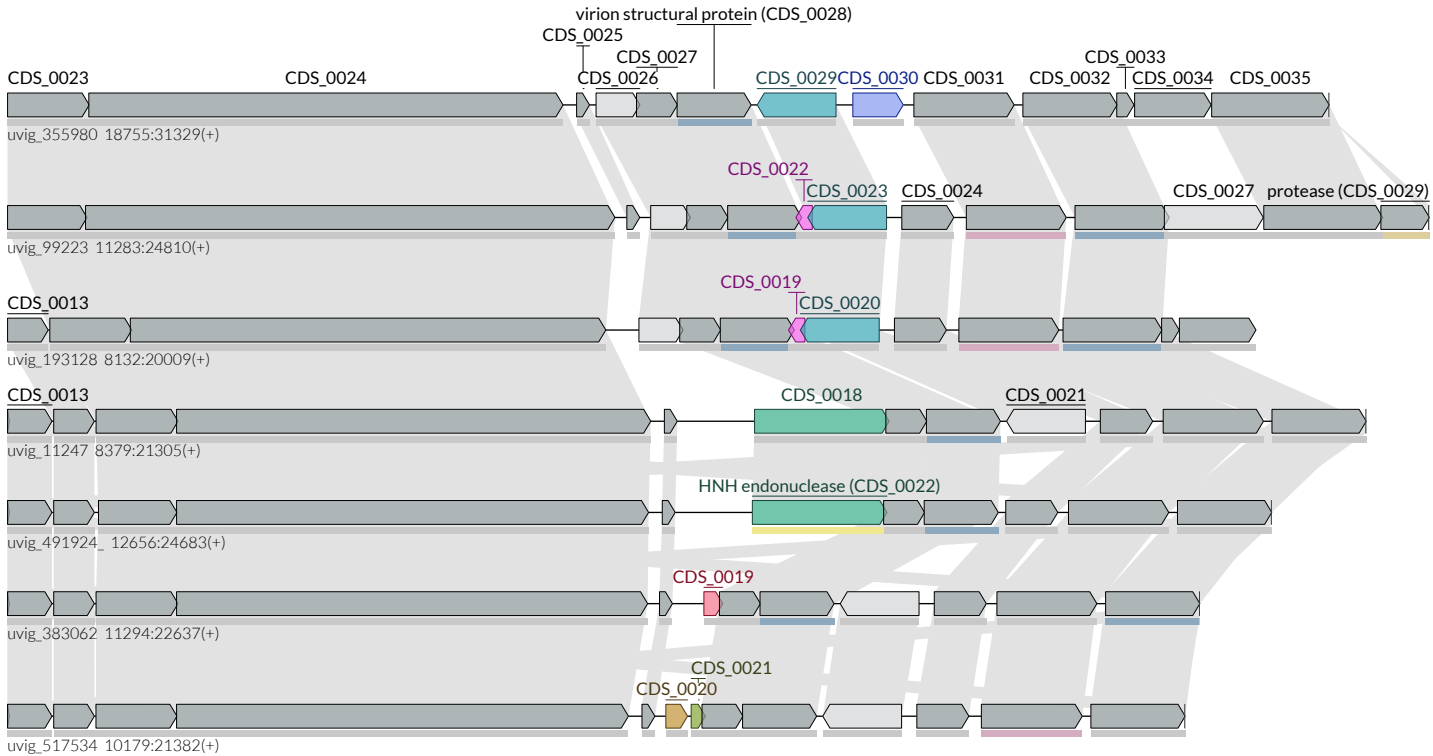 virion structural protein (CDS_0028)
CDS_0025
CDS_0027 CDS_0033
CDS_0023 CDS_0024 CDS_0026 CDS_0029 CDS_0030 CDS_0031 CDS_0032 CDS_0034 CDS_0035
uvig_355980 18755:31329(+)
CDS_0022
CDS_0023 CDS_0024 CDS_0027 protease (CDS_0029)
uvig_99223 11283:24810(+)
CDS_0019
CDS_0013 CDS_0020
uvig_193128 8132:20009(+)
CDS_0013 CDS_0018 CDS_0021
uvig_11247 8379:21305(+)
HNH endonuclease (CDS_0022)
uvig_491924_ 12656:24683(+)
CDS_0019
uvig_383062 11294:22637(+)
CDS_0021
CDS_0020
uvig_517534 10179:21382(+)